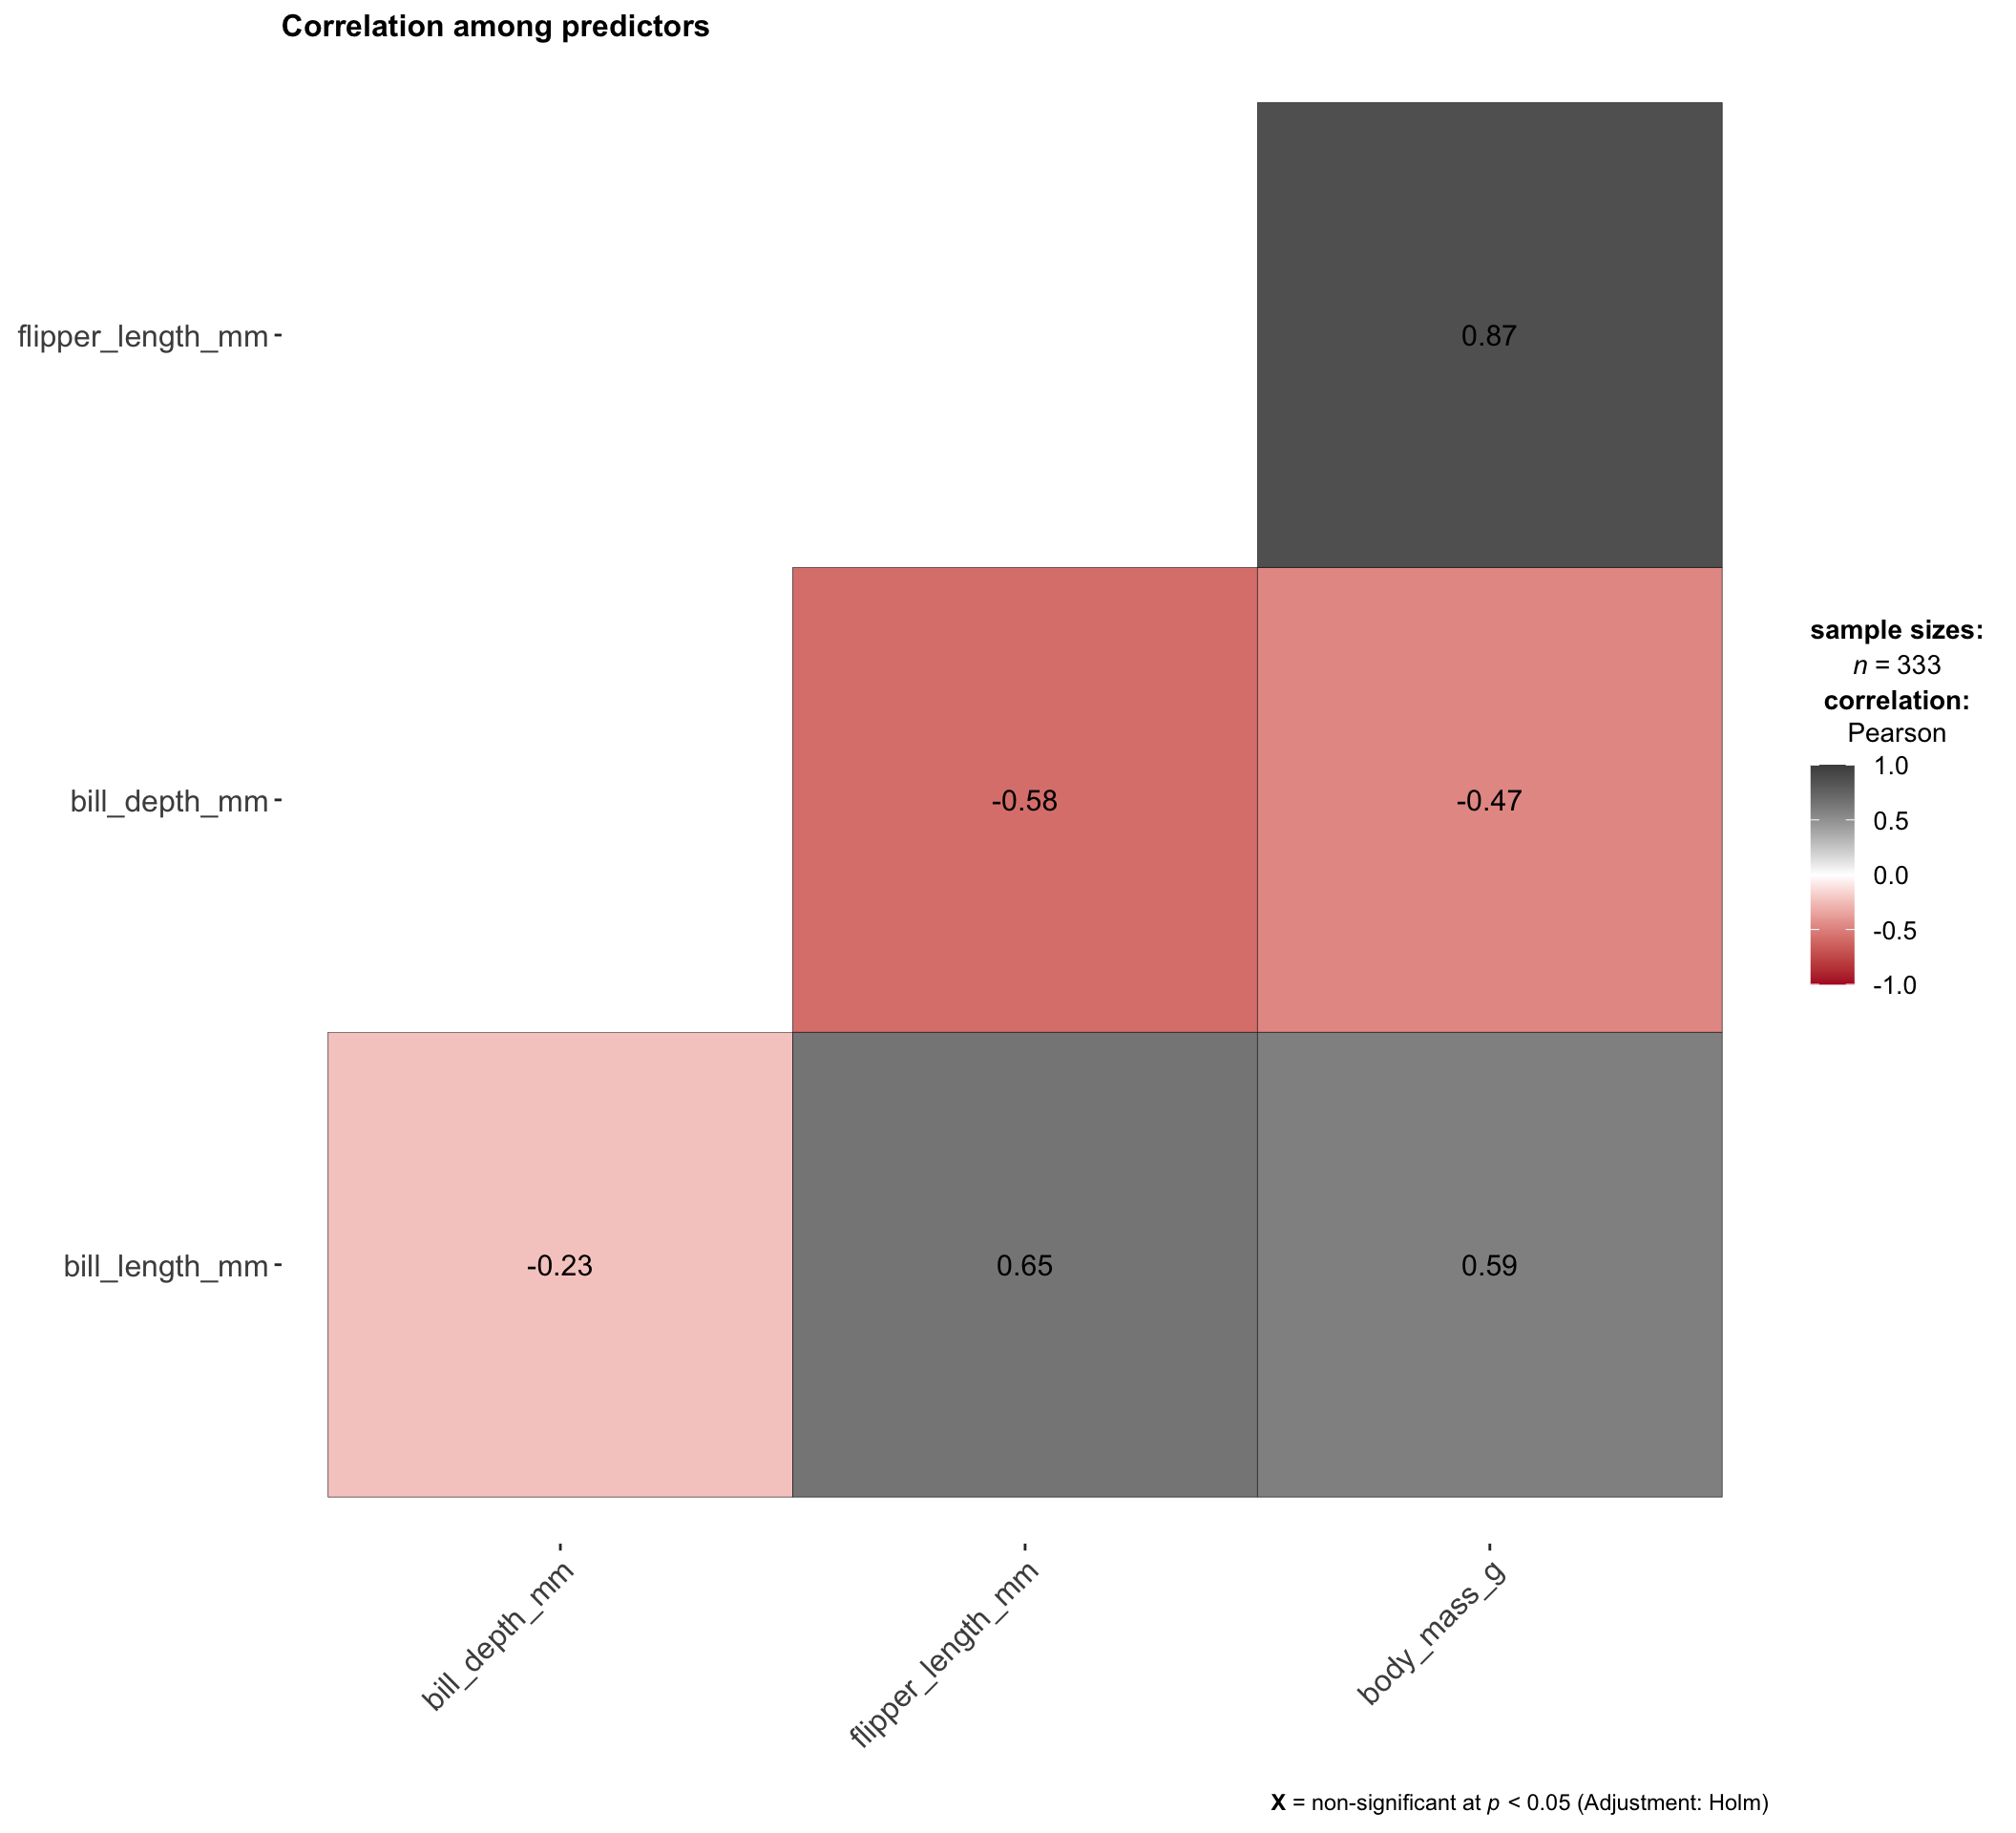 Correlation among predictors
flipper_length_mm
0.87
bill_depth_mm
-0.58
-0.47
bill_length_mm
-0.23
0.65
0.59
bill_depth_mm
flipper_length_mm
body_mass_g
sample sizes:
n = 333
correlation:
Pearson
1.0
0.5
0.0
-0.5
-1.0
X = non-significant at p < 0.05 (Adjustment: Holm)